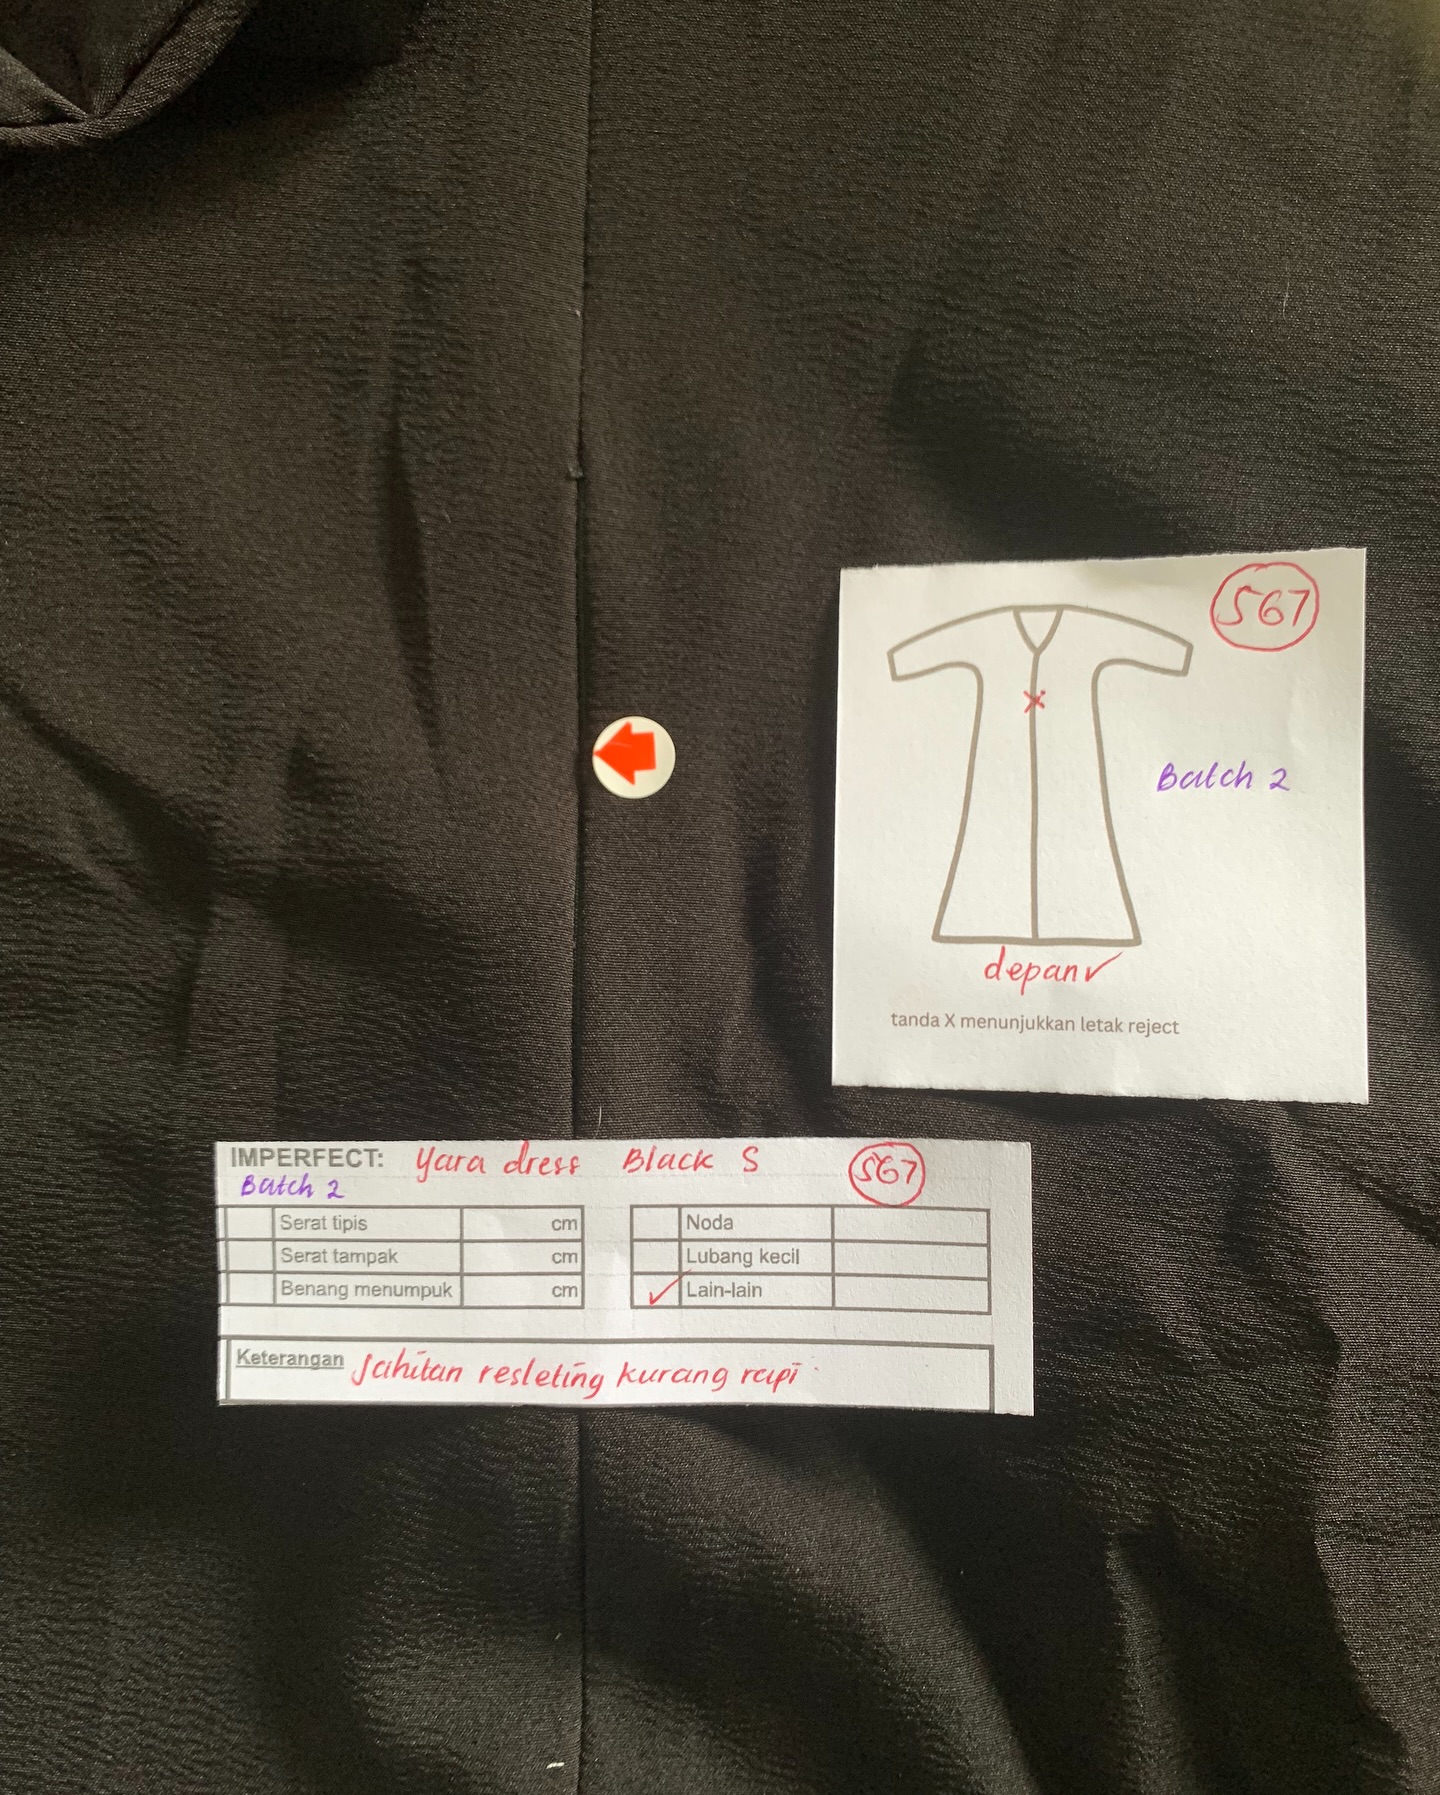 567
Batch 2
depan✓
tanda X menunjukkan letak reject
IMPERFECT: Yara dress Black S 567
Batch 2
Serat tipis cm
Serat tampak cm
Benang menumpuk cm
Noda
Lubang kecil
✓ Lain-lain
Keterangan Jahitan resleting kurang rapi